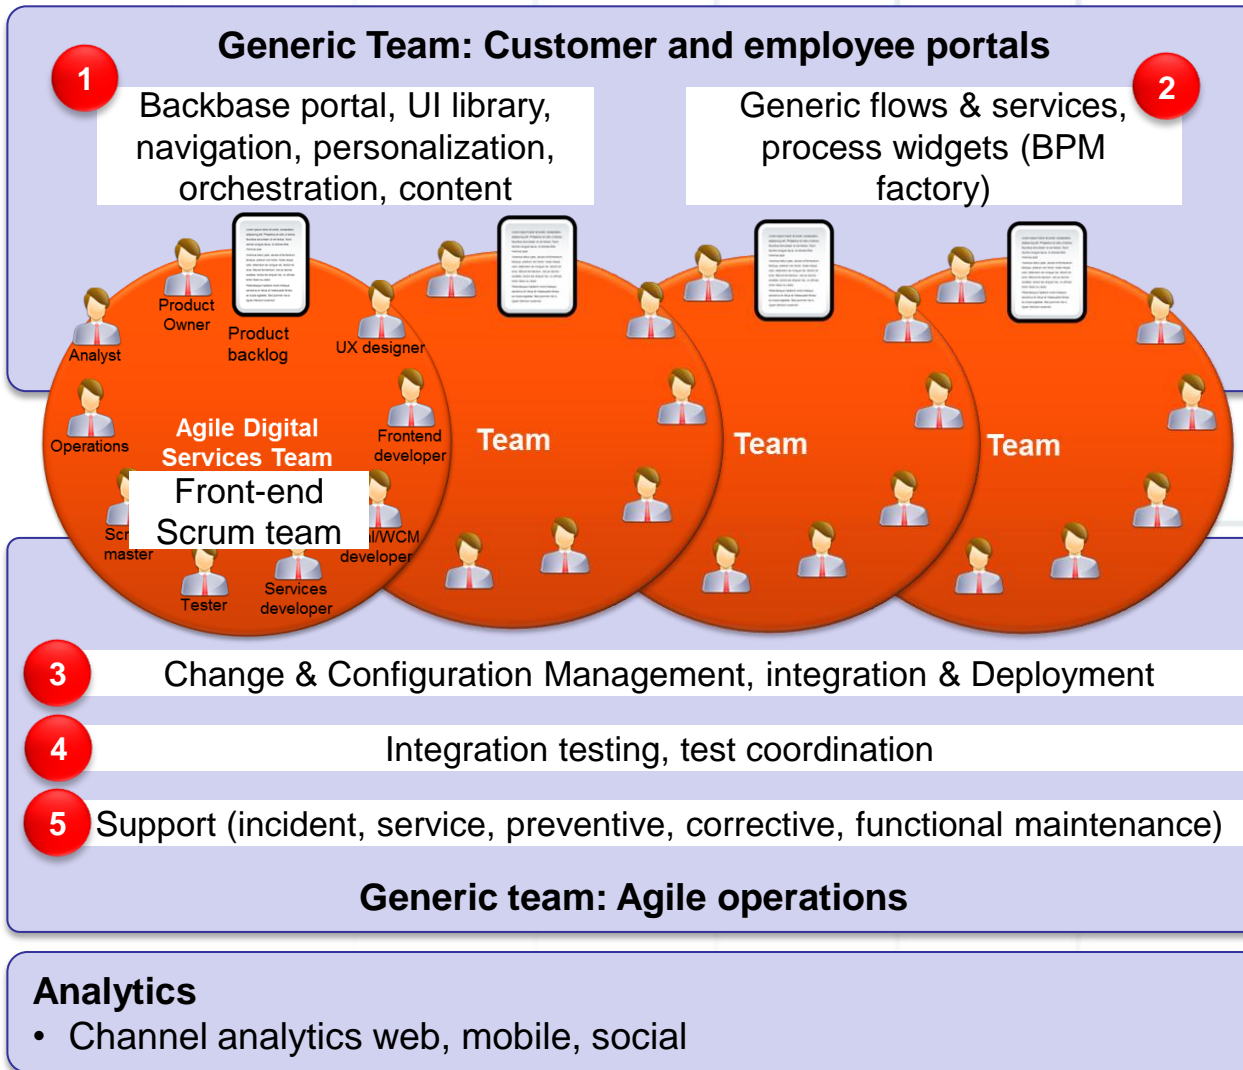 Generic Team: Customer and employee portals
1
Backbase portal, UI library,
navigation, personalization,
orchestration, content
2
Generic flows & services,
process widgets (BPM
factory)
Product
Owner
Product
backlog
Analyst
UX designer
Operations
Agile Digital
Services Team
Frontend
developer
Front-end
Scrum team
master
/WCM
developer
Tester
Services
developer
Team
Team
Team
3
Change & Configuration Management, integration & Deployment
4
Integration testing, test coordination
5
Support (incident, service, preventive, corrective, functional maintenance)
Generic team: Agile operations
Analytics
• Channel analytics web, mobile, social